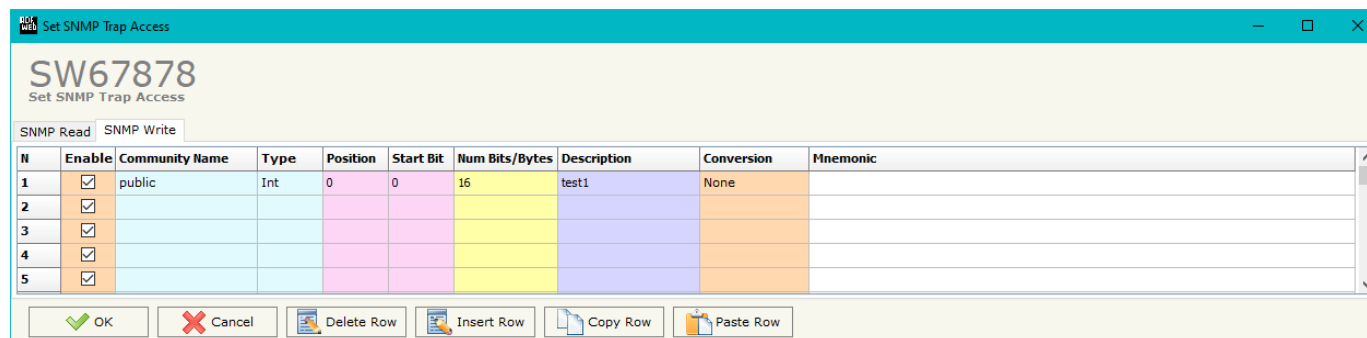 ADF WEB Set SNMP Trap Access
SW67878
Set SNMP Trap Access
SNMP Read SNMP Write
N Enable Community Name Type Position Start Bit Num Bits/Bytes Description Conversion Mnemonic
1 public Int 0 0 16 test1 None
2
3
4
5
OK Cancel Delete Row Insert Row Copy Row Paste Row